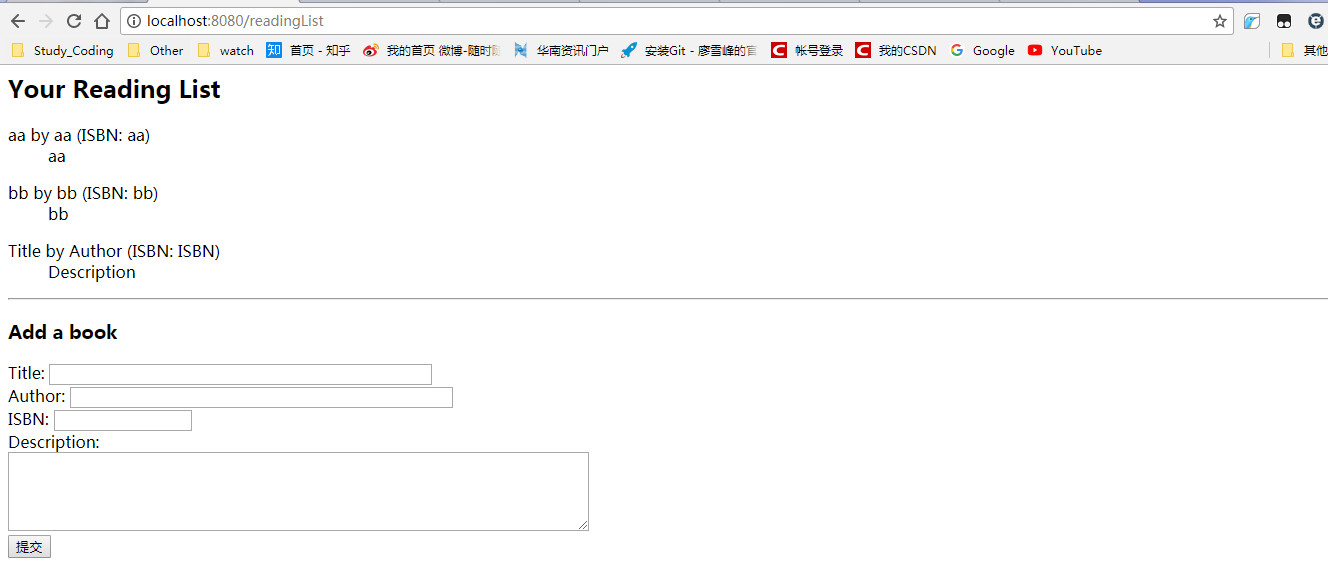 localhost:8080/readingList
Study_Coding Other watch 知 首页 - 知乎 我的首页 微博-随时随 华南资讯门户 安装Git - 廖雪峰的官 C 帐号登录 C 我的CSDN G Google YouTube 其他
Your Reading List
aa by aa (ISBN: aa)
aa
bb by bb (ISBN: bb)
bb
Title by Author (ISBN: ISBN)
Description
Add a book
Title:
Author:
ISBN:
Description:
提交